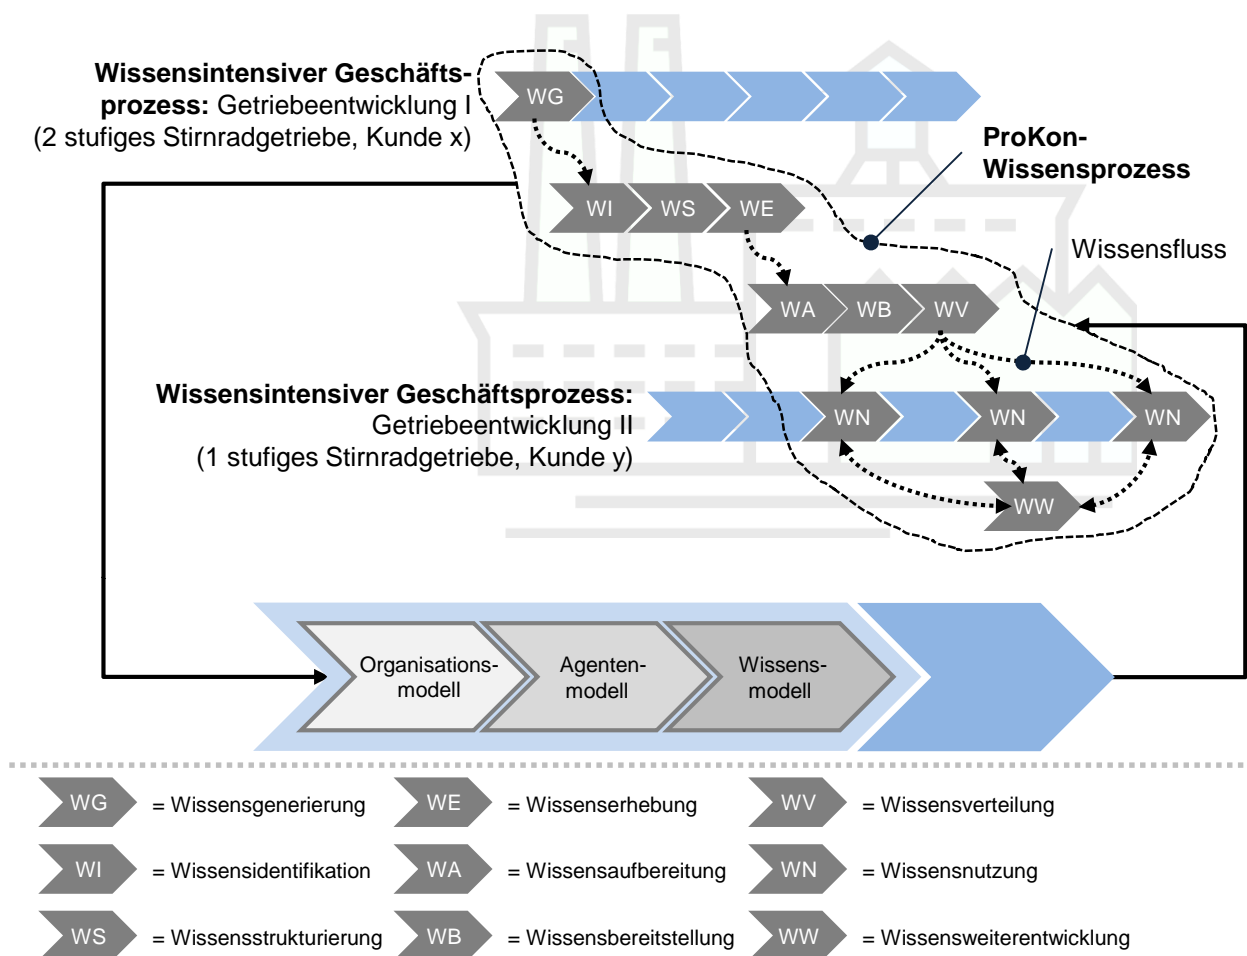 Wissensintensiver Geschäfts-
prozess: Getriebeentwicklung I
(2 stufiges Stirnradgetriebe, Kunde x)
WG
ProKon-
Wissensprozess
WI WS WE
Wissensfluss
WA WB WV
Wissensintensiver Geschäftsprozess:
Getriebeentwicklung II
(1 stufiges Stirnradgetriebe, Kunde y)
WN WN WN
WW
Organisations-
modell
Agenten-
modell
Wissens-
modell
WG = Wissensgenerierung WE = Wissenserhebung WV = Wissensverteilung
WI = Wissensidentifikation WA = Wissensaufbereitung WN = Wissensnutzung
WS = Wissensstrukturierung WB = Wissensbereitstellung WW = Wissensweiterentwicklung